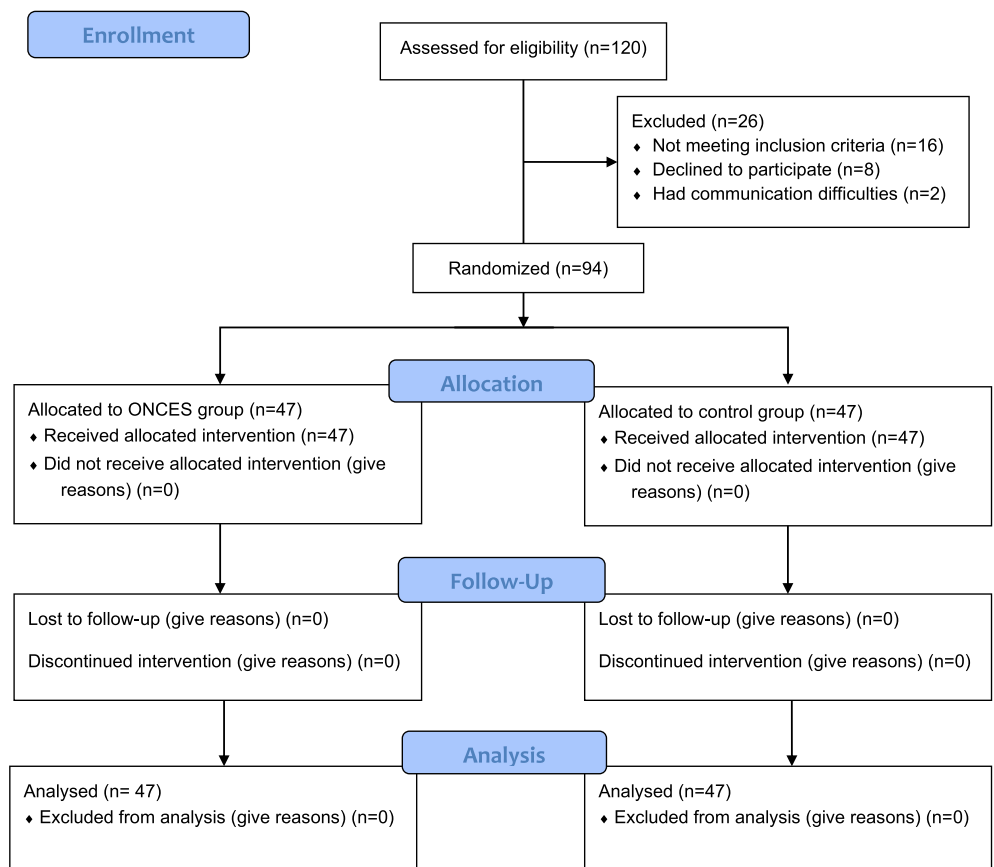 Enrollment
Assessed for eligibility (n=120)
Excluded (n=26)
♦ Not meeting inclusion criteria (n=16)
♦ Declined to participate (n=8)
♦ Had communication difficulties (n=2)
Randomized (n=94)
Allocation
Allocated to ONCES group (n=47)
♦ Received allocated intervention (n=47)
♦ Did not receive allocated intervention (give
reasons) (n=0)
Allocated to control group (n=47)
♦ Received allocated intervention (n=47)
♦ Did not receive allocated intervention (give
reasons) (n=0)
Follow-Up
Lost to follow-up (give reasons) (n=0)
Discontinued intervention (give reasons) (n=0)
Lost to follow-up (give reasons) (n=0)
Discontinued intervention (give reasons) (n=0)
Analysis
Analysed (n= 47)
♦ Excluded from analysis (give reasons) (n=0)
Analysed (n=47)
♦ Excluded from analysis (give reasons) (n=0)